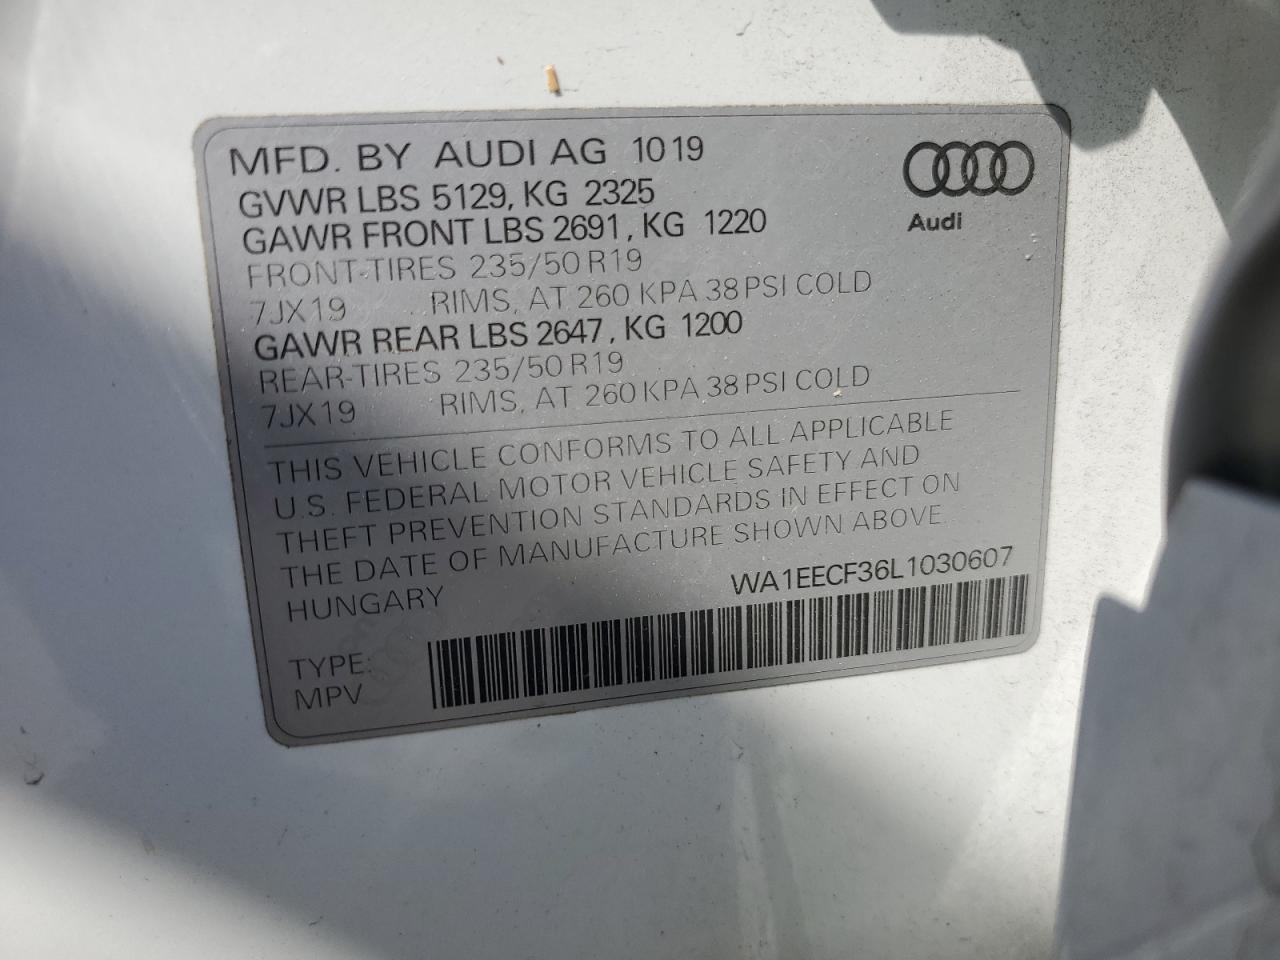 MFD. BY AUDI AG 1019
GVWR LBS 5129, KG 2325
GAWR FRONT LBS 2691, KG 1220
FRONT-TIRES 235/50 R19
7JX19 RIMS, AT 260 KPA 38 PSI COLD
GAWR REAR LBS 2647, KG 1200
REAR-TIRES 235/50 R19
7JX19 RIMS, AT 260 KPA 38 PSI COLD
Audi
THIS VEHICLE CONFORMS TO ALL APPLICABLE
U.S. FEDERAL MOTOR VEHICLE SAFETY AND
THEFT PREVENTION STANDARDS IN EFFECT ON
THE DATE OF MANUFACTURE SHOWN ABOVE.
HUNGARY
WA1EECF36L1030607
TYPE:
MPV